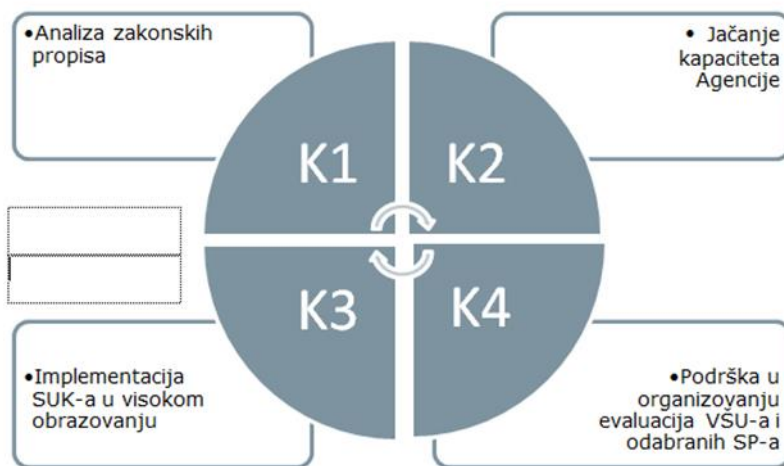 •Analiza zakonskih
propisa
• Jačanje
kapaciteta
Agencije
K1
K2
K3
K4
•Implementacija
SUK-a u visokom
obrazovanju
•Podrška u
organizovanju
evaluacija VŠU-a i
odabranih SP-a